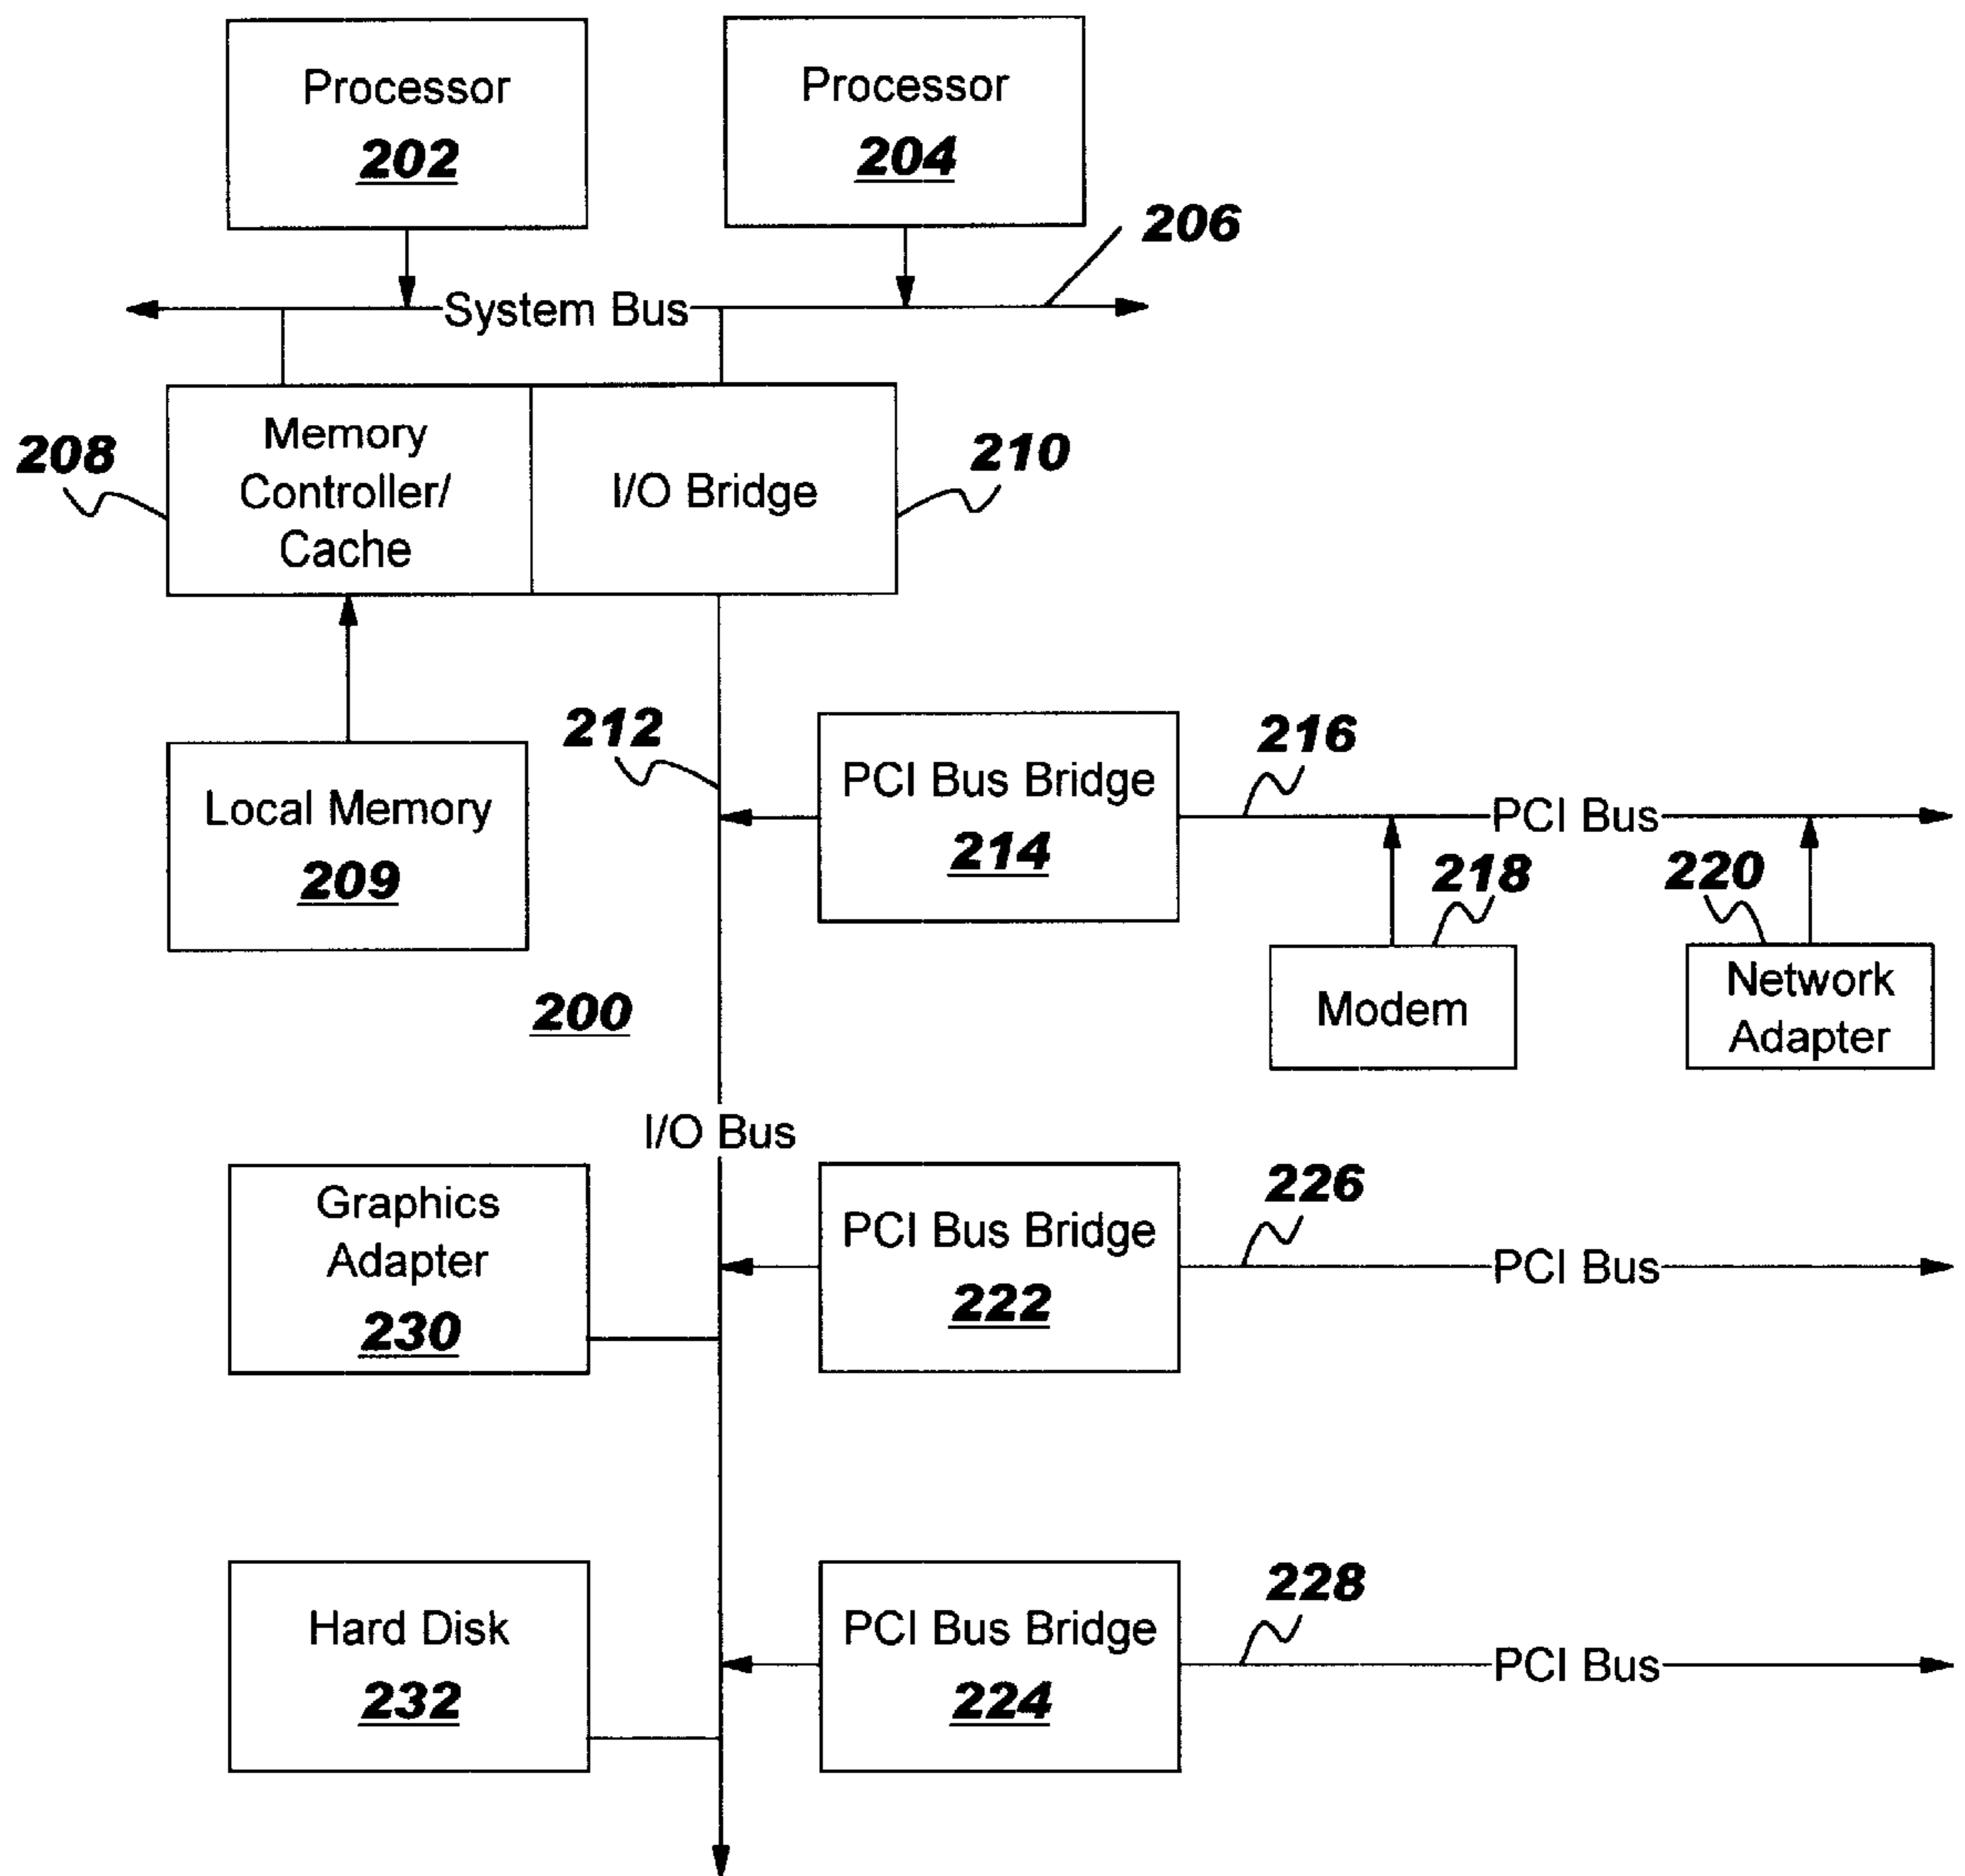 Processor
202
Processor
204
206
System Bus
208
Memory
Controller/
Cache
I/O Bridge
210
Local Memory
209
212
PCI Bus Bridge
214
216
PCI Bus
218
220
Modem
Network
Adapter
200
I/O Bus
Graphics
Adapter
230
PCI Bus Bridge
222
226
PCI Bus
Hard Disk
232
PCI Bus Bridge
224
228
PCI Bus